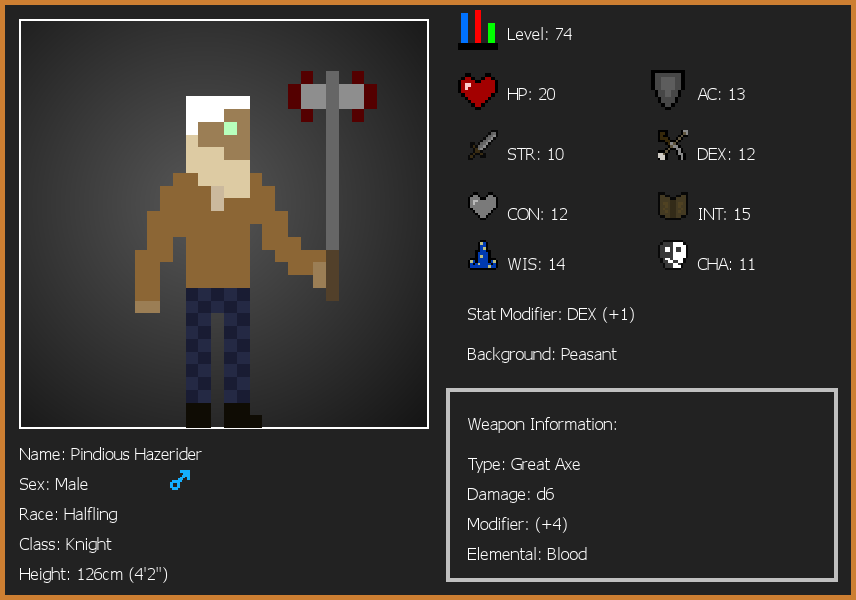 Level: 74
HP: 20
AC: 13
STR: 10
DEX: 12
CON: 12
INT: 15
WIS: 14
CHA: 11
Stat Modifier: DEX (+1)
Background: Peasant
Weapon Information:
Type: Great Axe
Damage: d6
Modifier: (+4)
Elemental: Blood
Name: Pindious Hazerider
Sex: Male
Race: Halfling
Class: Knight
Height: 126cm (4'2")